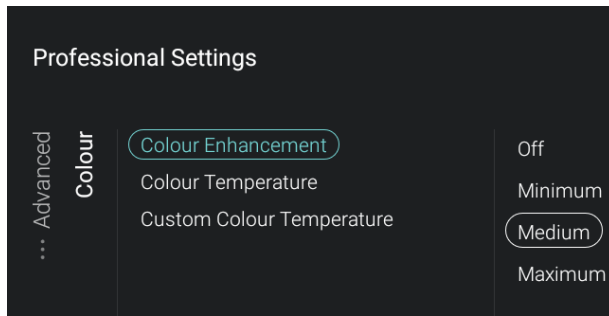 Professional Settings
... Advanced
Colour
Colour Enhancement
Colour Temperature
Custom Colour Temperature
Off
Minimum
Medium
Maximum